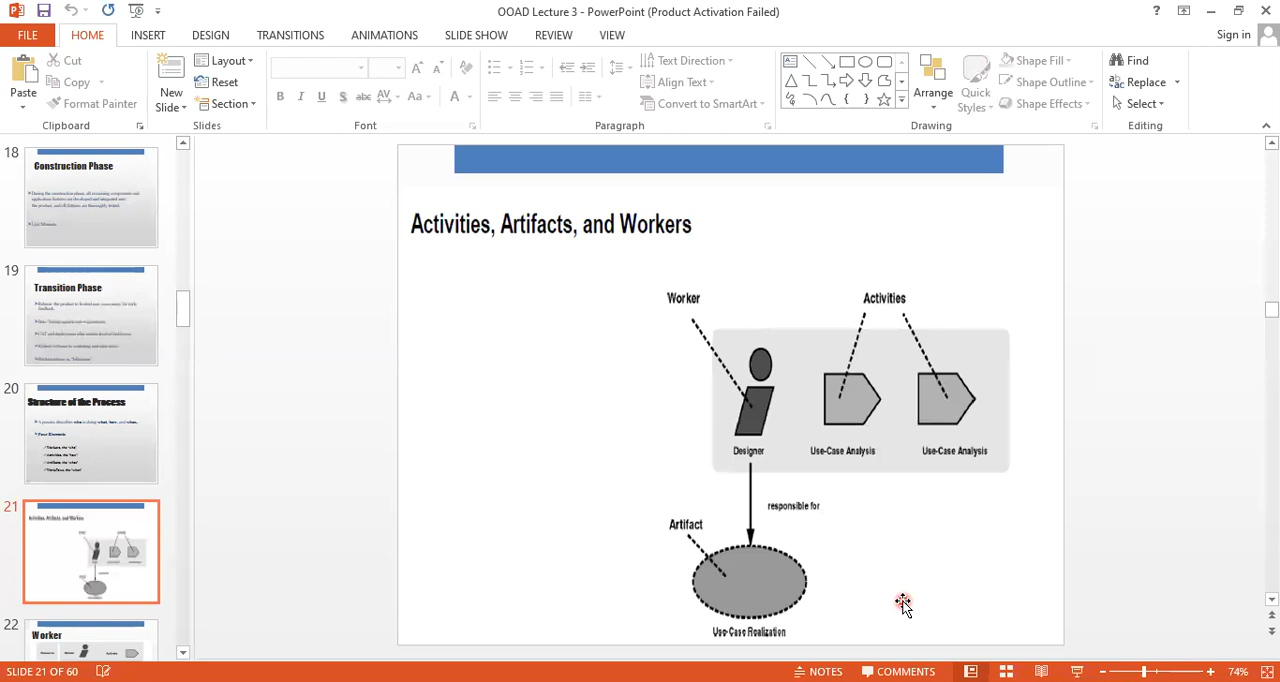 OOAD Lecture 3 - PowerPoint (Product Activation Failed)
FILE HOME INSERT DESIGN TRANSITIONS ANIMATIONS SLIDE SHOW REVIEW VIEW Sign in
Paste
Cut
Copy
Format Painter
Clipboard
New
Slide
Layout
Reset
Section
Slides
B I U S abc AV Aa A
Font
Text Direction
Align Text
Convert to SmartArt
Paragraph
Arrange
Quick
Styles
Shape Fill
Shape Outline
Shape Effects
Drawing
Find
Replace
Select
Editing
18
Construction Phase
19
Transition Phase
20
Structure of the Process
21
Activities, Artifacts, and Workers
22
Worker
Activities, Artifacts, and Workers
Worker Activities
Designer Use-Case Analysis Use-Case Analysis
responsible for
Artifact
Use-Case Realization
SLIDE 21 OF 60 NOTES COMMENTS 74%